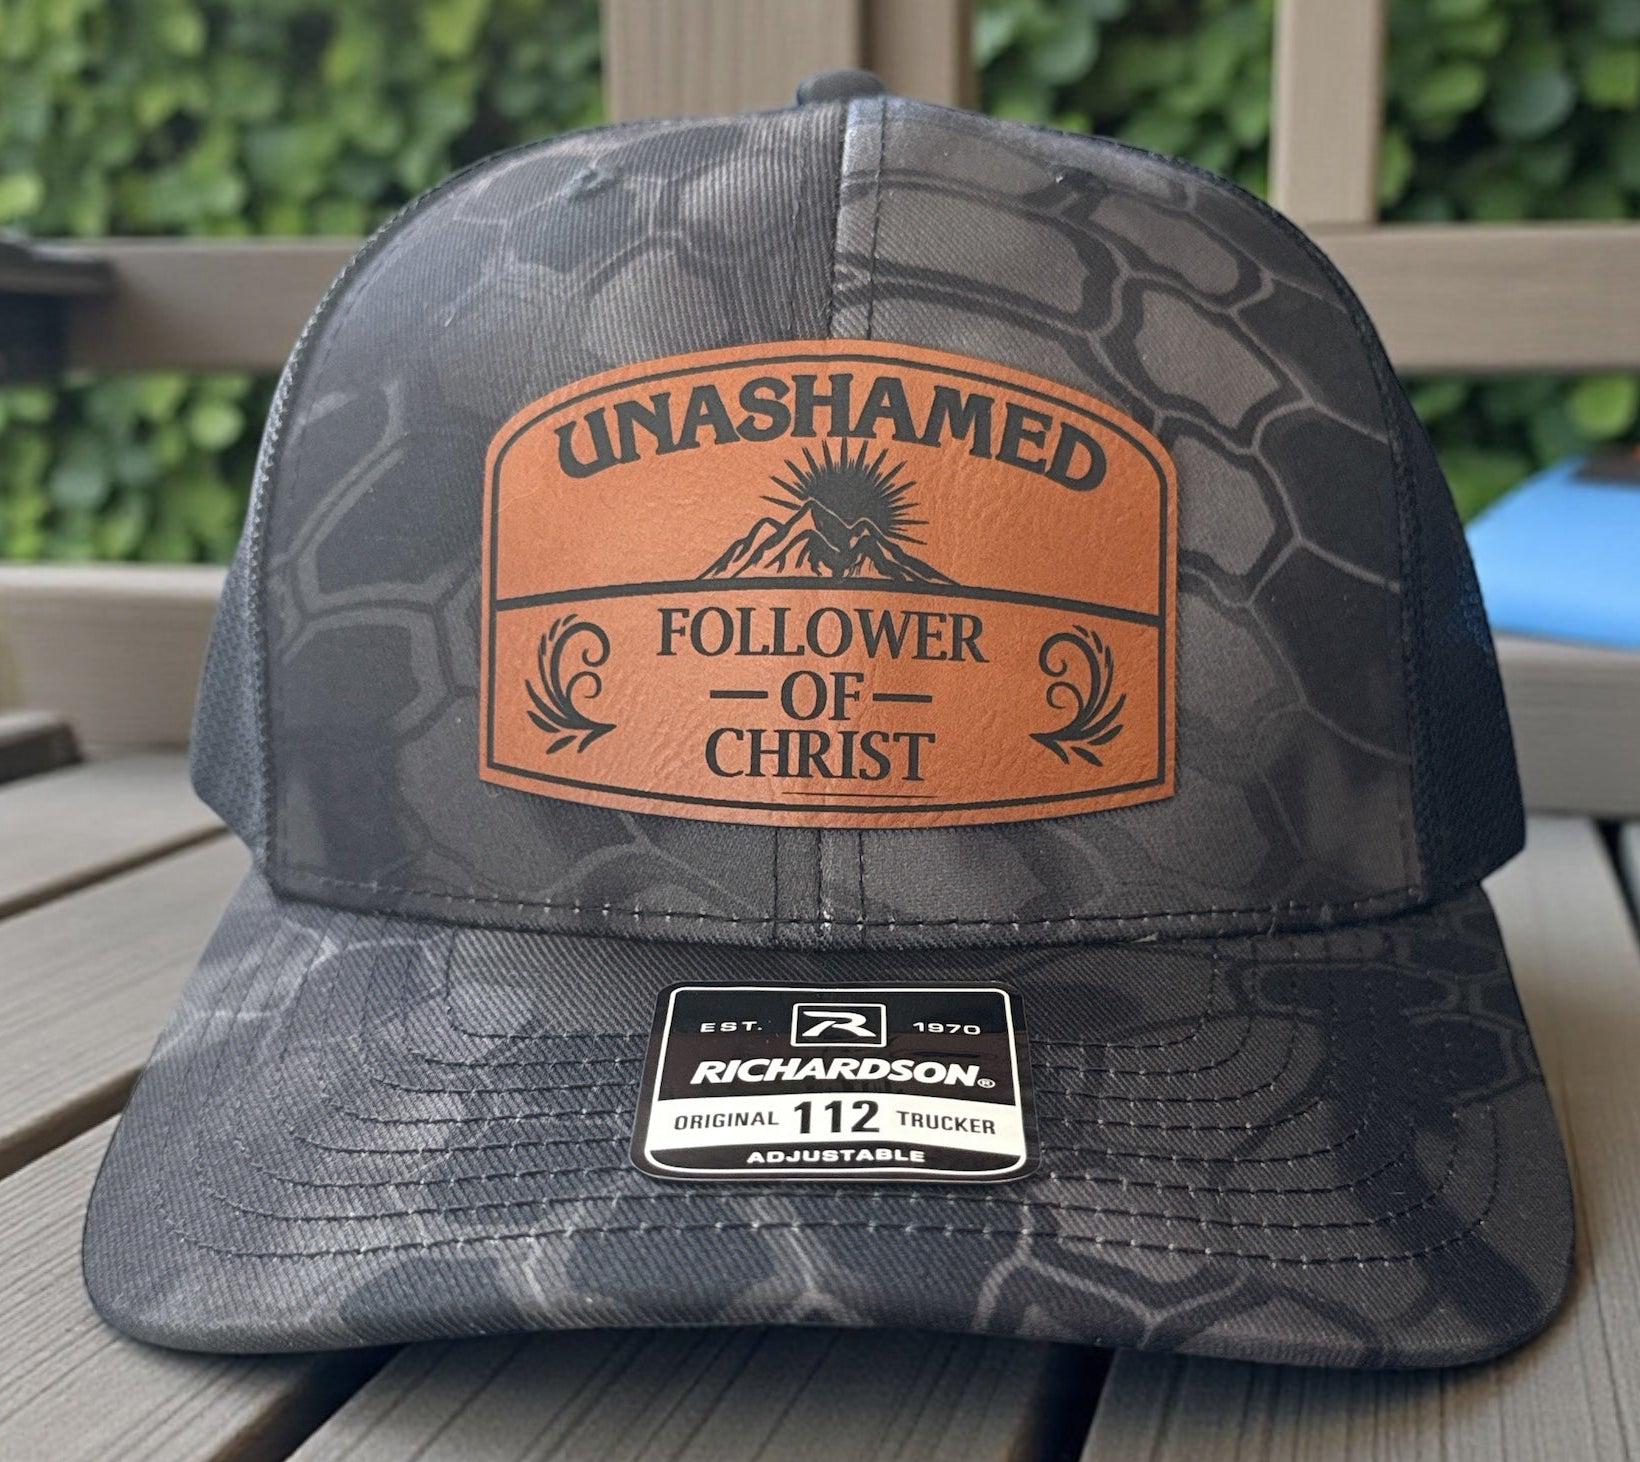 UNASHAMED
FOLLOWER
OF
CHRIST
EST. R 1970
RICHARDSON®
ORIGINAL 112 TRUCKER
ADJUSTABLE